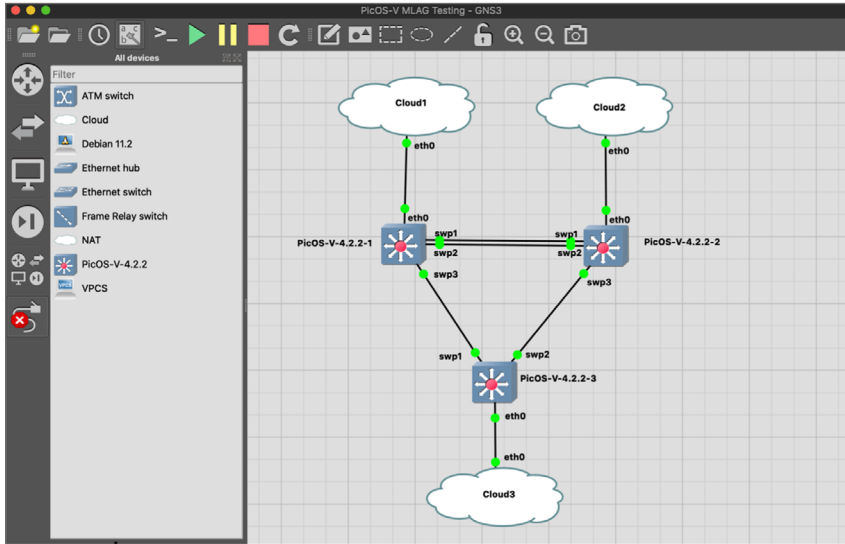 PicOS-V MLAG Testing - GNS3
All devices
Filter
ATM switch
Cloud
Debian 11.2
Ethernet hub
Ethernet switch
Frame Relay switch
NAT
PicOS-V-4.2.2
VPCS
Cloud1
Cloud2
eth0
eth0
eth0
eth0
PicOS-V-4.2.2-1
swp1
swp1
PicOS-V-4.2.2-2
swp2
swp2
swp3
swp3
swp1
swp2
PicOS-V-4.2.2-3
eth0
eth0
Cloud3